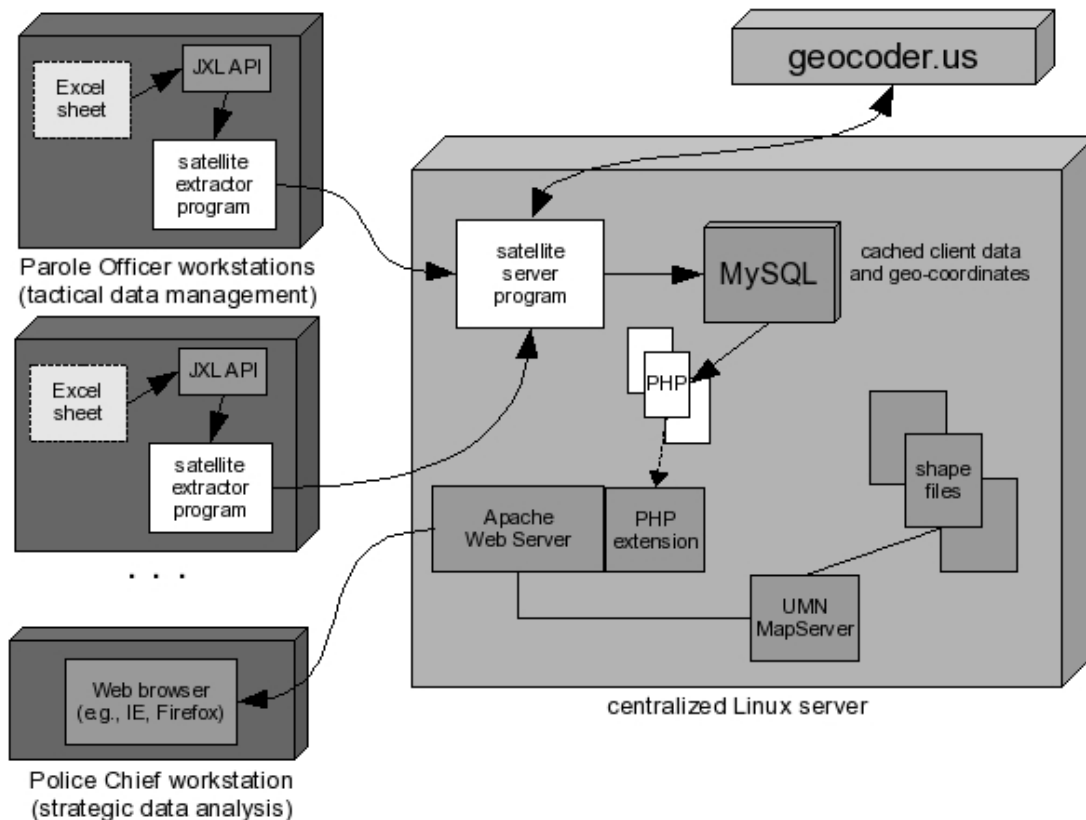 JXL API
Excel
sheet
satellite
extractor
program
Parole Officer workstations
(tactical data management)
JXL API
Excel
sheet
satellite
extractor
program
. . .
Web browser
(e.g., IE, Firefox)
Police Chief workstation
(strategic data analysis)
geocoder.us
satellite
server
program
MySQL
cached client data
and geo-coordinates
PHP
Apache
Web Server
PHP
extension
shape
files
UMN
MapServer
centralized Linux server